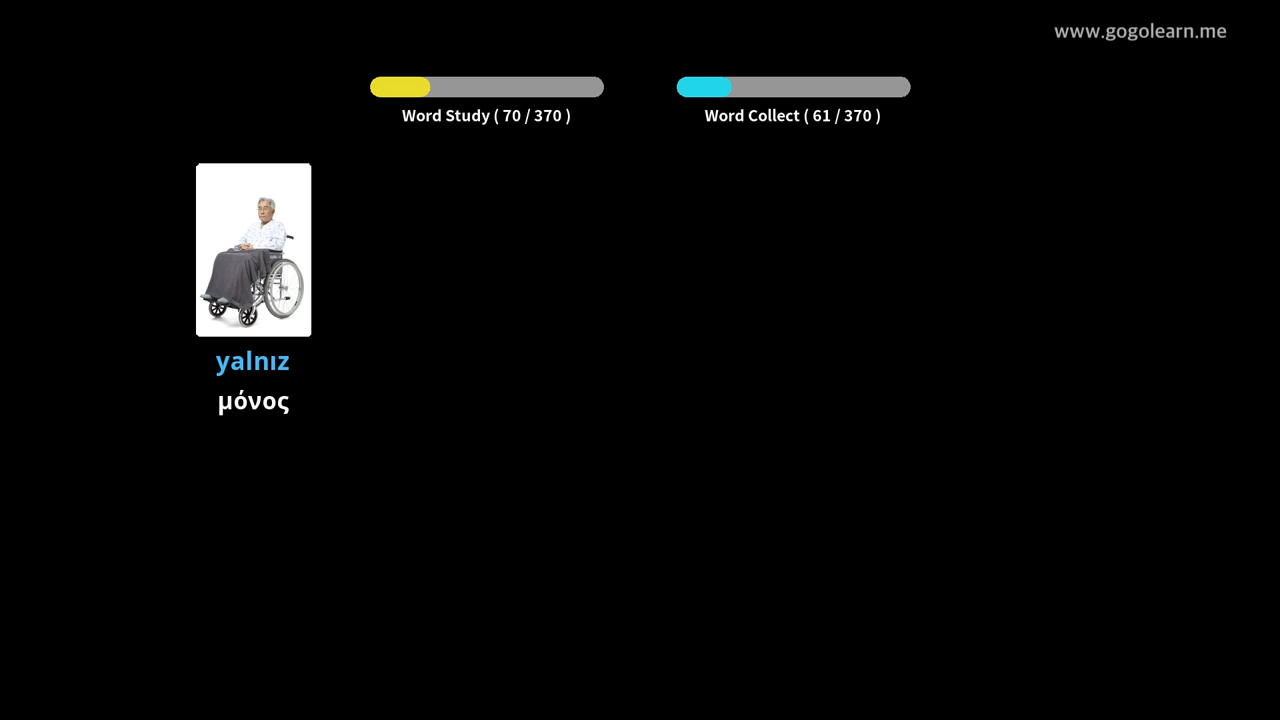 www.gogolearn.me
Word Study ( 70 / 370 )
Word Collect ( 61 / 370 )
yalnız
μόνος